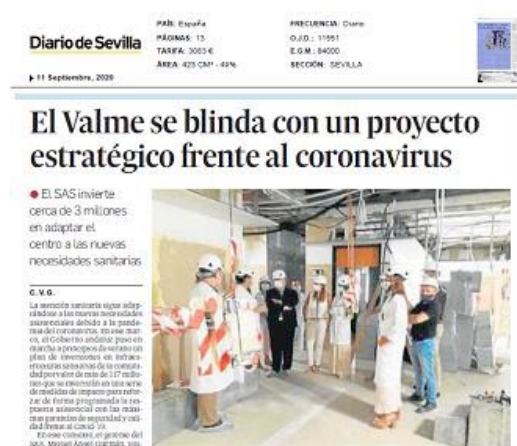 Diario de Sevilla
11 Septiembre, 2020
PAÍS: España
PÁGINAS: 13
TARIFA: 3003 €
ÁREA: 425 CM² - 49%
FRECUENCIA: Diario
O.J.D.: 11551
E.G.M.: 84000
SECCIÓN: SEVILLA
El Valme se blinda con un proyecto
estratégico frente al coronavirus
El SAS invierte
cerca de 3 millones
en adaptar el
centro a las nuevas
necesidades sanitarias
C. V. G.
La atención sanitaria sigue adap-
tándose a las nuevas necesidades
asistenciales debido a la pande-
mia del coronavirus. En ese mar-
co, el Gobierno andaluz puso en
marcha a principios de verano un
plan de inversiones en infraes-
tructuras sanitarias de la comuni-
dad por valor de más de 117 millo-
nes que se invertirán en una serie
de medidas de impacto para refor-
zar de forma programada la res-
puesta asistencial con las máxi-
mas garantías de seguridad y cali-
dad frente al Covid-19.
En ese contexto, el gerente del
SAS, Miguel Ángel Guzmán,